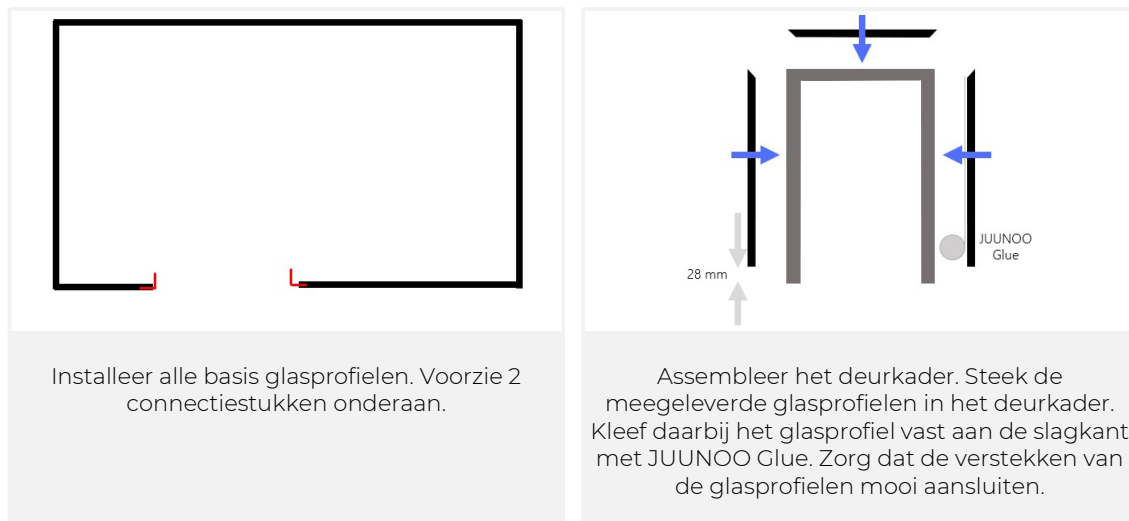 JUUNOO
Glue
28 mm
Installeer alle basis glasprofielen. Voorzie 2
connectiestukken onderaan.
Assembleer het deurkader. Steek de
meegeleverde glasprofielen in het deurkader.
Kleef daarbij het glasprofiel vast aan de slagkant
met JUUNOO Glue. Zorg dat de verstekken van
de glasprofielen mooi aansluiten.